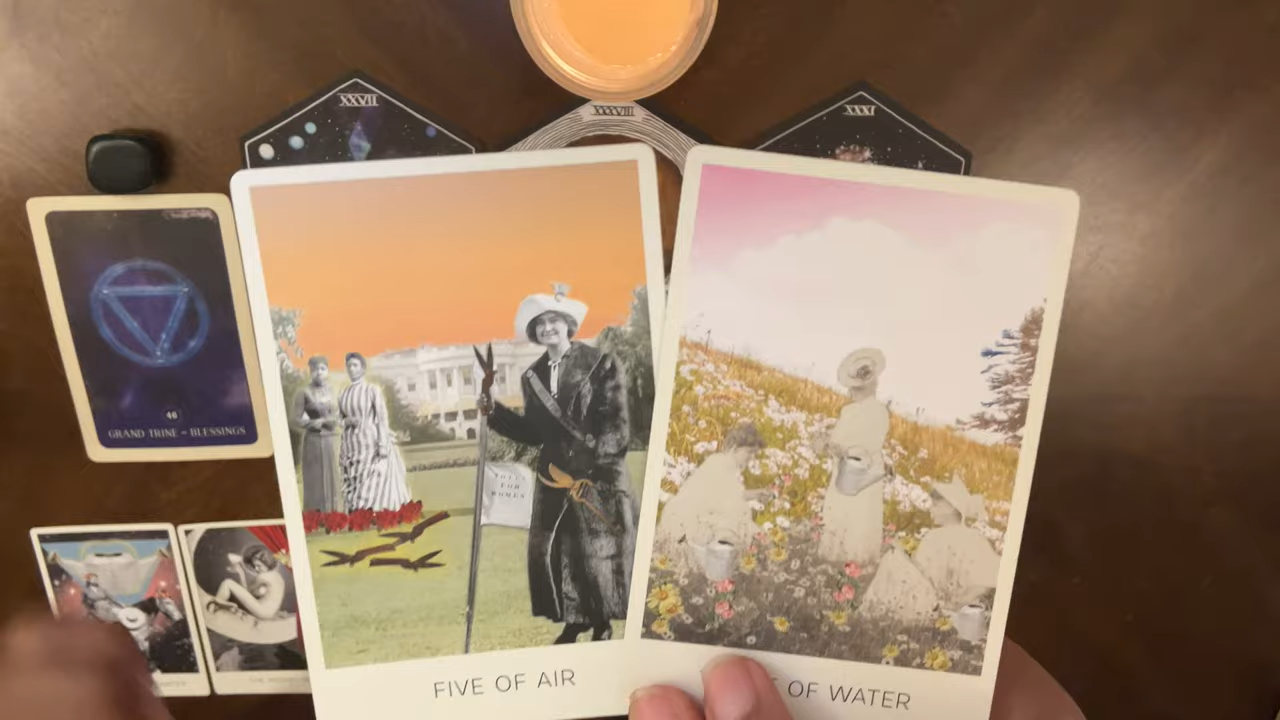 XXVII
XXXVIII
XXXI
46
GRAND TRINE - BLESSINGS
VOTES
FOR
WOMEN
FIVE OF AIR
OF WATER